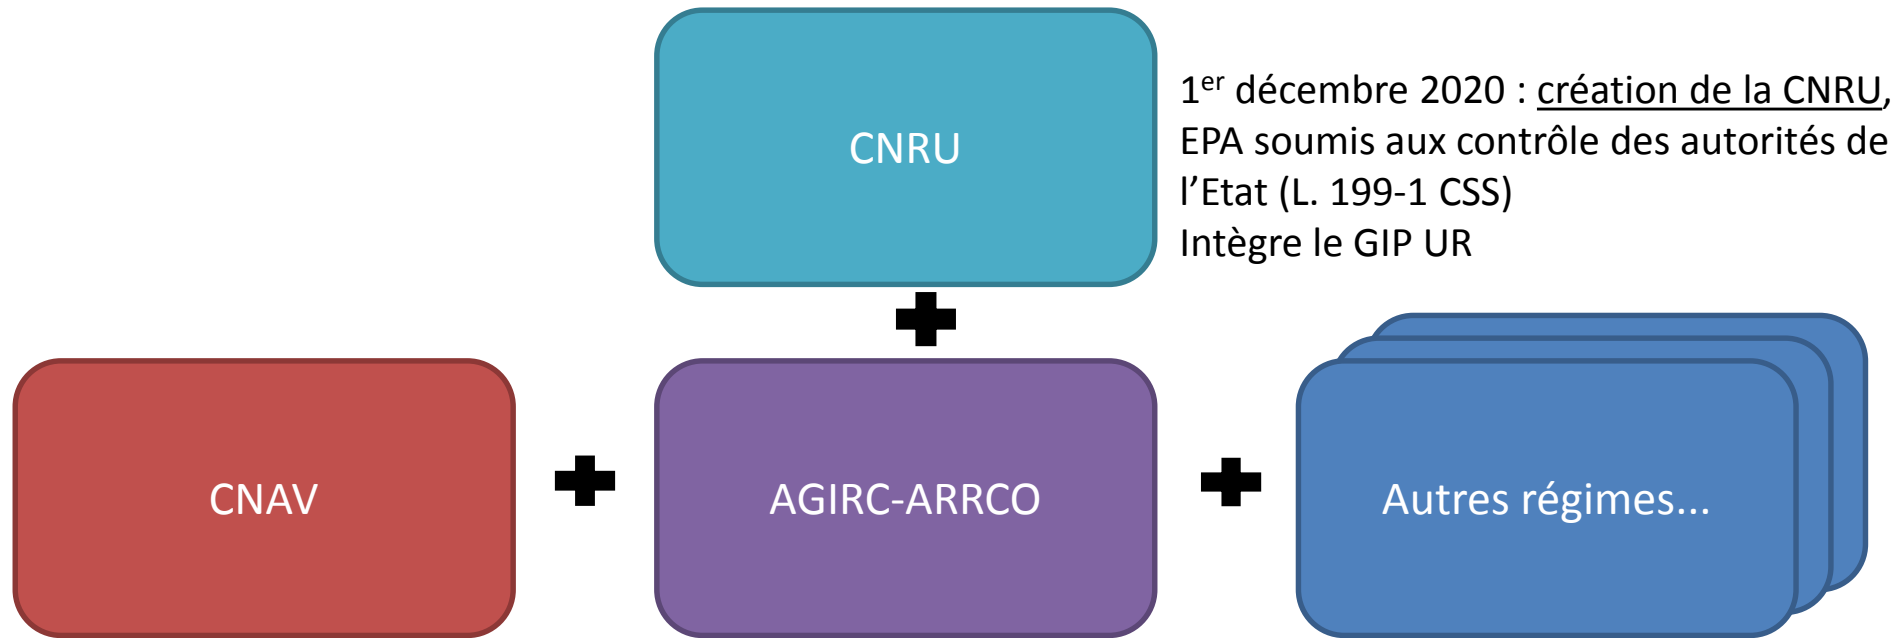 CNRU
1er décembre 2020 : création de la CNRU,
EPA soumis aux contrôle des autorités de
l’Etat (L. 199-1 CSS)
Intègre le GIP UR
CNAV
AGIRC-ARRCO
Autres régimes...